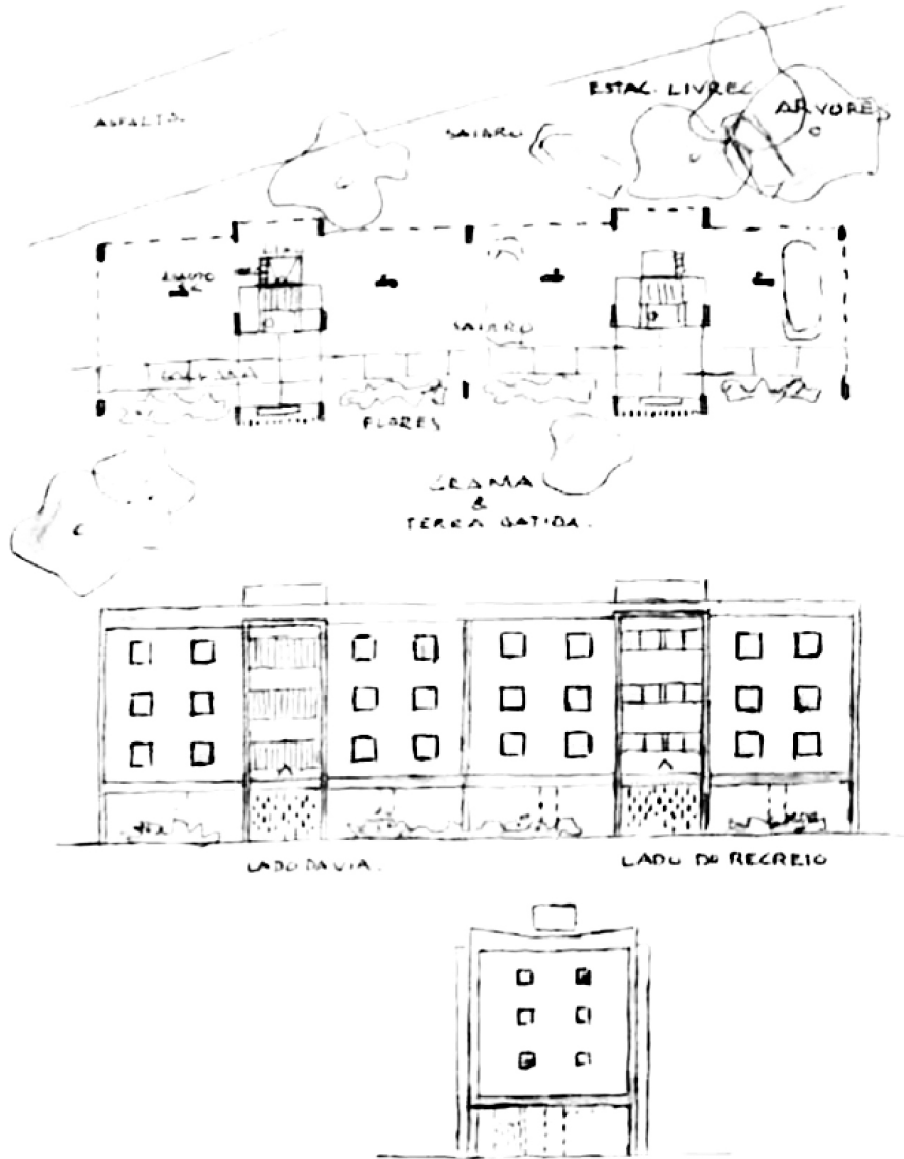 ESTAC. LIVRE
ARVORES
ASFALTO
SAIBRO
SAIBRO
FLORES
GRAMA
&
TERRA BATIDA.
LADO DA VIA.
LADO DO RECREIO